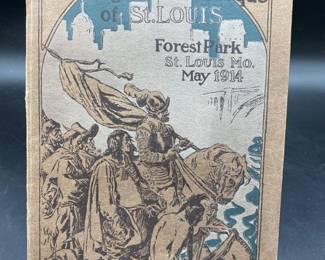 of St. LOUIS
Forest Park
St. Louis Mo.
May 1914